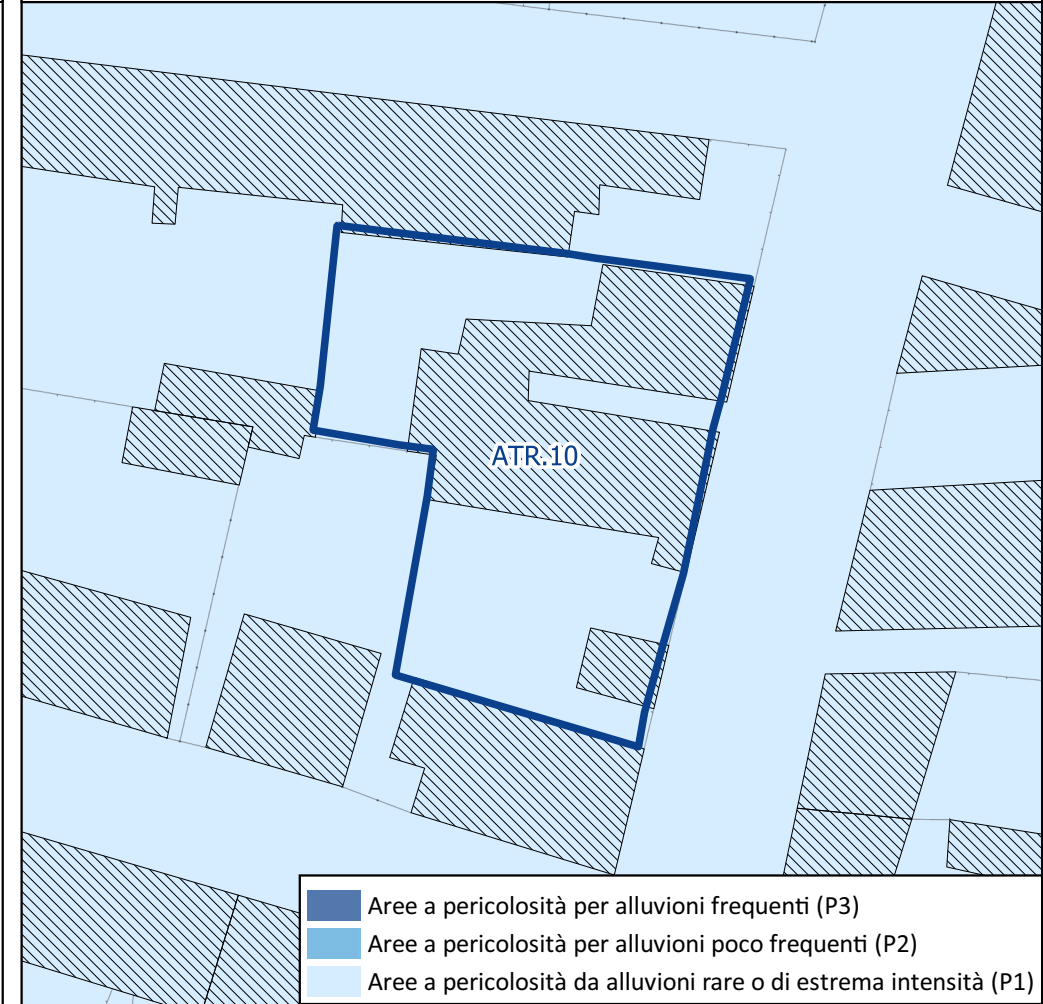 ATR.10
Aree a pericolosità per alluvioni frequenti (P3)
Aree a pericolosità per alluvioni poco frequenti (P2)
Aree a pericolosità da alluvioni rare o di estrema intensità (P1)